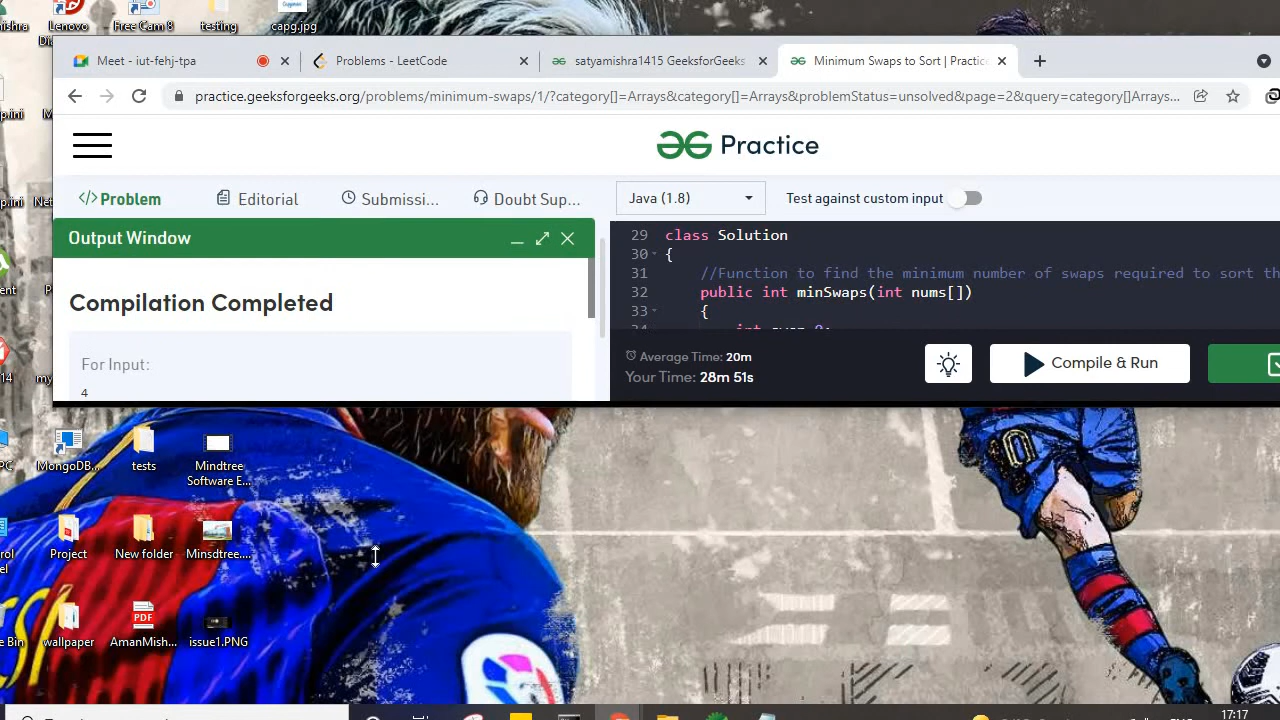 Lenovo
Free Cam 8
testing
capg.jpg
Meet - iut-fehj-tpa
Problems - LeetCode
satyamishra1415 GeeksforGeeks
Minimum Swaps to Sort | Practice
practice.geeksforgeeks.org/problems/minimum-swaps/1/?category[]=Arrays&category[]=Arrays&problemStatus=unsolved&page=2&query=category[]Arrays...
Practice
</>Problem
Editorial
Submissi...
Doubt Sup...
Java (1.8)
Test against custom input
Output Window
Compilation Completed
For Input:
4
29 class Solution
30 {
31 //Function to find the minimum number of swaps required to sort th
32 public int minSwaps(int nums[])
33 {
Average Time: 20m
Your Time: 28m 51s
Compile & Run
MongoDB...
tests
Mindtree
Software E...
Project
New folder
Minsdtree....
wallpaper
AmanMish...
issue1.PNG
PDF
10
17:17